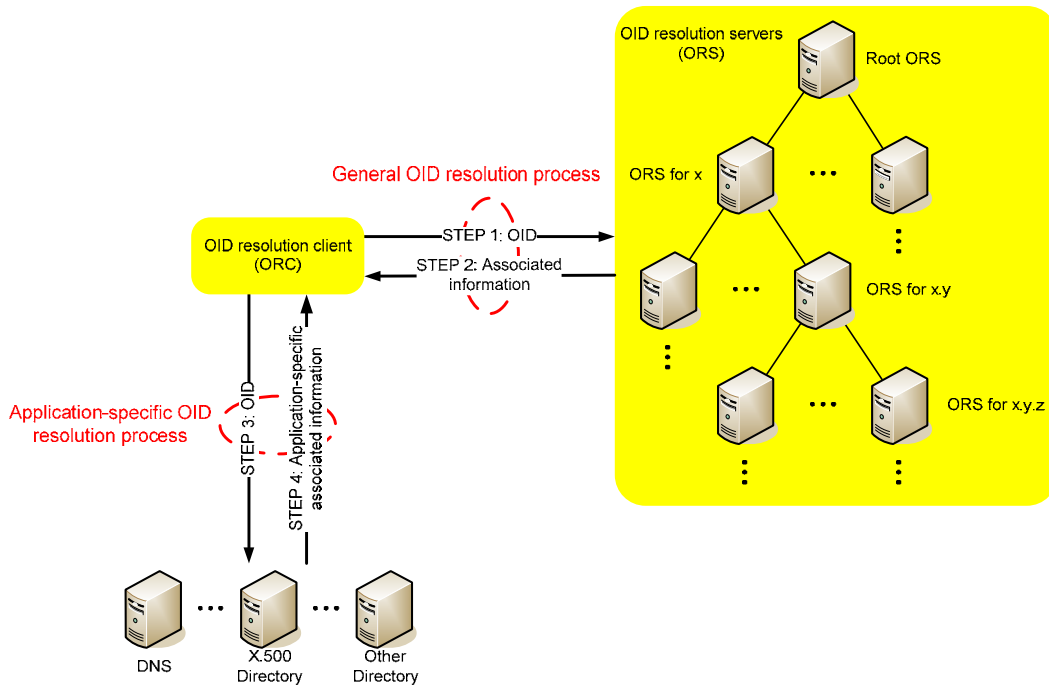 OID resolution servers
(ORS)
Root ORS
ORS for x
General OID resolution process
OID resolution client
(ORC)
STEP 1: OID
STEP 2: Associated
information
ORS for x.y
ORS for x.y.z
Application-specific OID
resolution process
STEP 3: OID
STEP 4: Application-specific
associated information
DNS
X.500
Directory
Other
Directory